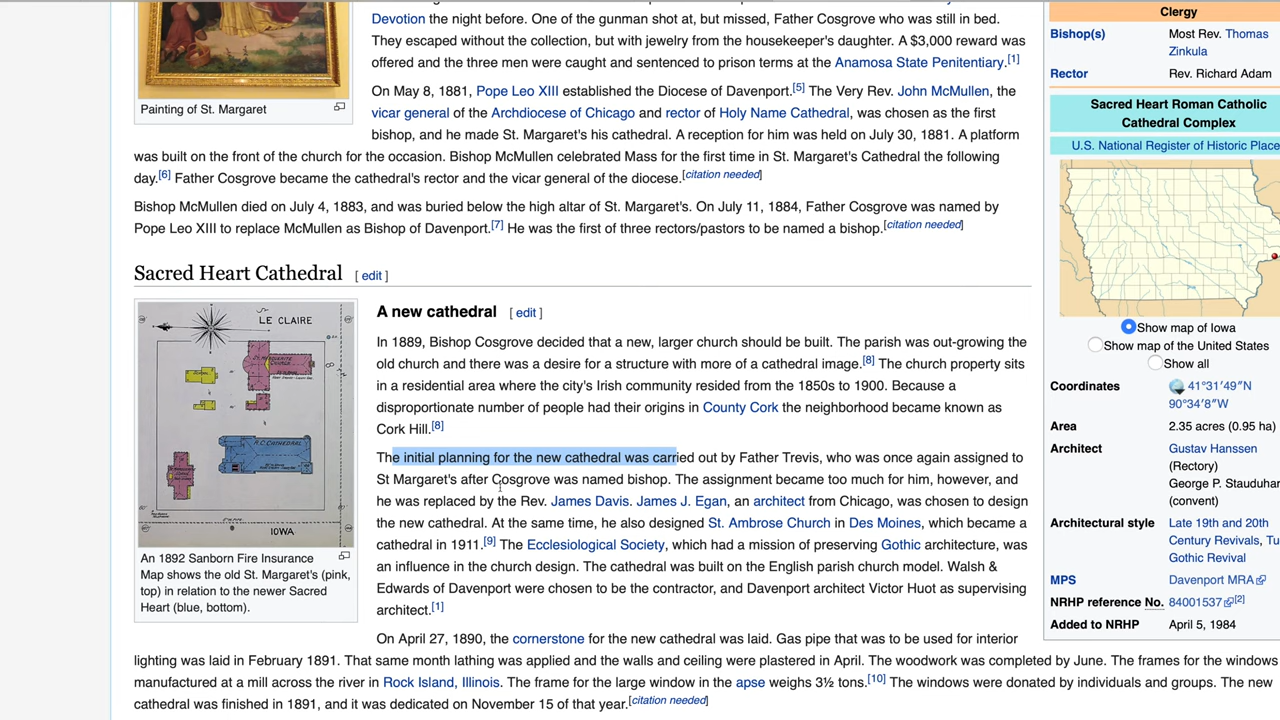 Devotion the night before. One of the gunman shot at, but missed, Father Cosgrove who was still in bed.
They escaped without the collection, but with jewelry from the housekeeper's daughter. A $3,000 reward was
offered and the three men were caught and sentenced to prison terms at the Anamosa State Penitentiary.[1]
Painting of St. Margaret
On May 8, 1881, Pope Leo XIII established the Diocese of Davenport.[5] The Very Rev. John McMullen, the
vicar general of the Archdiocese of Chicago and rector of Holy Name Cathedral, was chosen as the first
bishop, and he made St. Margaret's his cathedral. A reception for him was held on July 30, 1881. A platform
was built on the front of the church for the occasion. Bishop McMullen celebrated Mass for the first time in St. Margaret's Cathedral the following
day.[6] Father Cosgrove became the cathedral's rector and the vicar general of the diocese.[citation needed]
Bishop McMullen died on July 4, 1883, and was buried below the high altar of St. Margaret's. On July 11, 1884, Father Cosgrove was named by
Pope Leo XIII to replace McMullen as Bishop of Davenport.[7] He was the first of three rectors/pastors to be named a bishop.[citation needed]
Sacred Heart Cathedral [ edit ]
LE CLAIRE
R.C. CATHEDRAL
IOWA
An 1892 Sanborn Fire Insurance
Map shows the old St. Margaret's (pink,
top) in relation to the newer Sacred
Heart (blue, bottom).
A new cathedral [ edit ]
In 1889, Bishop Cosgrove decided that a new, larger church should be built. The parish was out-growing the
old church and there was a desire for a structure with more of a cathedral image.[8] The church property sits
in a residential area where the city's Irish community resided from the 1850s to 1900. Because a
disproportionate number of people had their origins in County Cork the neighborhood became known as
Cork Hill.[8]
The initial planning for the new cathedral was carried out by Father Trevis, who was once again assigned to
St Margaret's after Cosgrove was named bishop. The assignment became too much for him, however, and
he was replaced by the Rev. James Davis. James J. Egan, an architect from Chicago, was chosen to design
the new cathedral. At the same time, he also designed St. Ambrose Church in Des Moines, which became a
cathedral in 1911.[9] The Ecclesiological Society, which had a mission of preserving Gothic architecture, was
an influence in the church design. The cathedral was built on the English parish church model. Walsh &
Edwards of Davenport were chosen to be the contractor, and Davenport architect Victor Huot as supervising
architect.[1]
On April 27, 1890, the cornerstone for the new cathedral was laid. Gas pipe that was to be used for interior
lighting was laid in February 1891. That same month lathing was applied and the walls and ceiling were plastered in April. The woodwork was completed by June. The frames for the windows
manufactured at a mill across the river in Rock Island, Illinois. The frame for the large window in the apse weighs 3½ tons.[10] The windows were donated by individuals and groups. The new
cathedral was finished in 1891, and it was dedicated on November 15 of that year.[citation needed]
Clergy
Bishop(s) Most Rev. Thomas
Zinkula
Rector Rev. Richard Adam
Sacred Heart Roman Catholic
Cathedral Complex
U.S. National Register of Historic Place
Show map of Iowa
Show map of the United States
Show all
Coordinates 41°31′49″N
90°34′8″W
Area 2.35 acres (0.95 ha)
Architect Gustav Hanssen
(Rectory)
George P. Stauduhar
(convent)
Architectural style Late 19th and 20th
Century Revivals, Tu
Gothic Revival
MPS Davenport MRA
NRHP reference No. 84001537[2]
Added to NRHP April 5, 1984